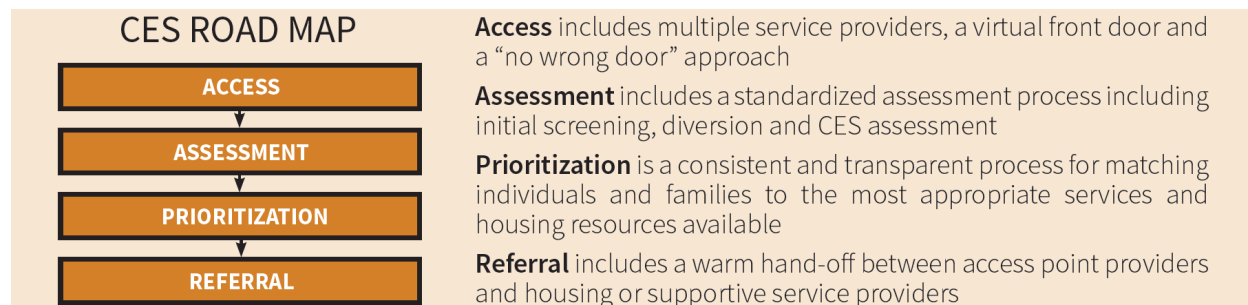 CES ROAD MAP
ACCESS
ASSESSMENT
PRIORITIZATION
REFERRAL
Access includes multiple service providers, a virtual front door and
a “no wrong door” approach
Assessment includes a standardized assessment process including
initial screening, diversion and CES assessment
Prioritization is a consistent and transparent process for matching
individuals and families to the most appropriate services and
housing resources available
Referral includes a warm hand-off between access point providers
and housing or supportive service providers